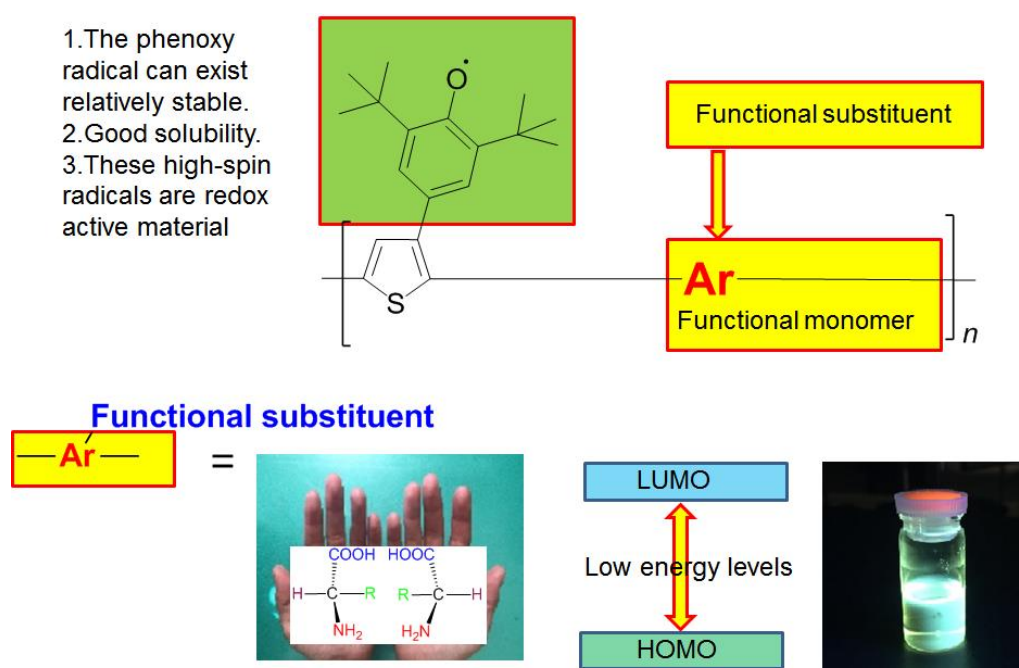 1.The phenoxy
radical can exist
relatively stable.
2.Good solubility.
3.These high-spin
radicals are redox
active material
O
S
Functional substituent
Ar
Functional monomer
n
Functional substituent
Ar
=
COOH HOOC
H C R R C H
NH2 H2N
LUMO
Low energy levels
HOMO